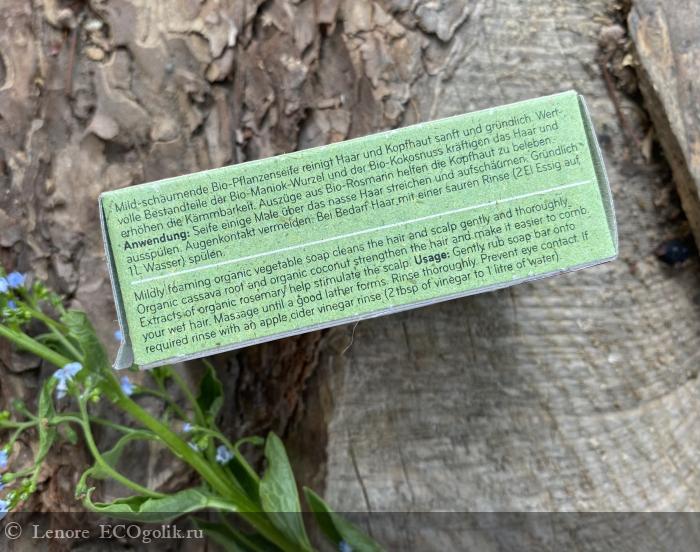 Mild-schäumende Bio-Pflanzenseife reinigt Haar und Kopfhaut sanft und gründlich. Wert-
volle Bestandteile der Bio-Maniok-Wurzel und der Bio-Kokosnuss kräftigen das Haar und
erhöhen die Kämmbarkeit. Auszüge aus Bio-Rosmarin helfen die Kopfhaut zu beleben.
Anwendung: Seife einige Male über das nasse Haar streichen und aufschäumen. Gründlich
ausspülen. Augenkontakt vermeiden. Bei Bedarf Haar mit einer sauren Rinse (2 El Essig auf
1 L Wasser) spülen.
Mildly foaming organic vegetable soap cleans the hair and scalp gently and thoroughly.
Organic cassava root and organic coconut strengthen the hair and make it easier to comb.
Extracts of organic rosemary help stimulate the scalp. Usage: Gently rub soap bar onto
your wet hair. Massage until a good lather forms. Rinse thoroughly. Prevent eye contact. If
required rinse with an apple cider vinegar rinse (2 tbsp of vinegar to 1 litre of water).
© Lenore ECOgolik.ru